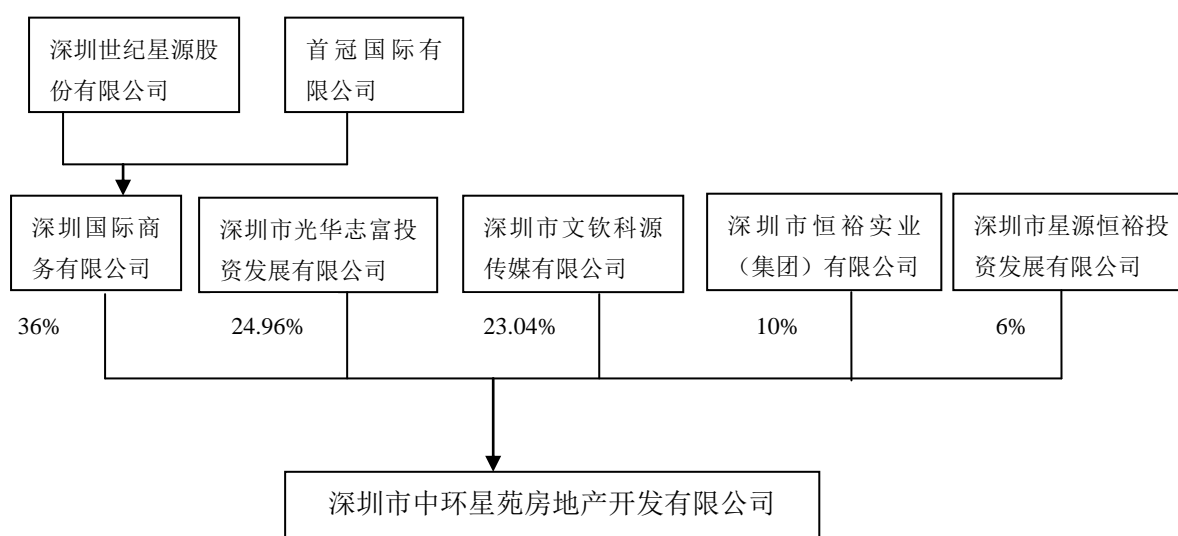 深圳世纪星源股
份有限公司
首冠国际有
限公司
深圳国际商
务有限公司
深圳市光华志富投
资发展有限公司
深圳市文钦科源
传媒有限公司
深圳市恒裕实业
（集团）有限公司
深圳市星源恒裕投
资发展有限公司
36%
24.96%
23.04%
10%
6%
深圳市中环星苑房地产开发有限公司